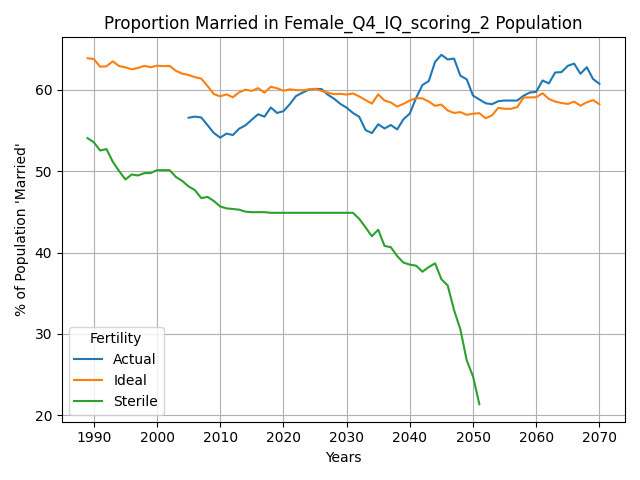 Proportion Married in Female_Q4_IQ_scoring_2 Population
% of Population 'Married'
60
50
40
30
20
Fertility
Actual
Ideal
Sterile
1990 2000 2010 2020 2030 2040 2050 2060 2070
Years